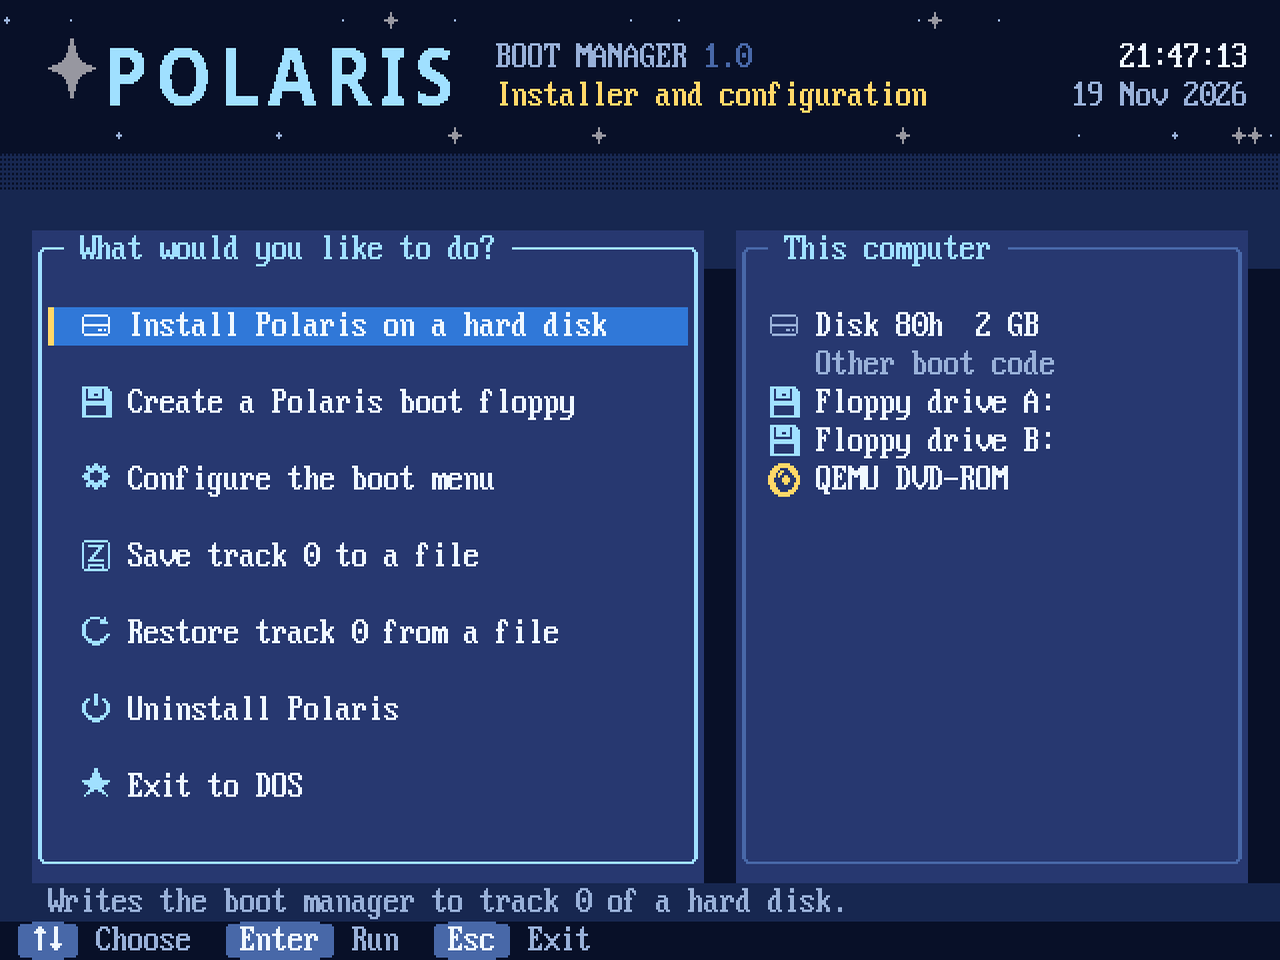 POLARIS
BOOT MANAGER 1.0
Installer and configuration
21:47:13
19 Nov 2026
What would you like to do?
Install Polaris on a hard disk
Create a Polaris boot floppy
Configure the boot menu
Save track 0 to a file
Restore track 0 from a file
Uninstall Polaris
Exit to DOS
This computer
Disk 80h  2 GB
Other boot code
Floppy drive A:
Floppy drive B:
QEMU DVD-ROM
Writes the boot manager to track 0 of a hard disk.
↑↓ Choose Enter Run Esc Exit